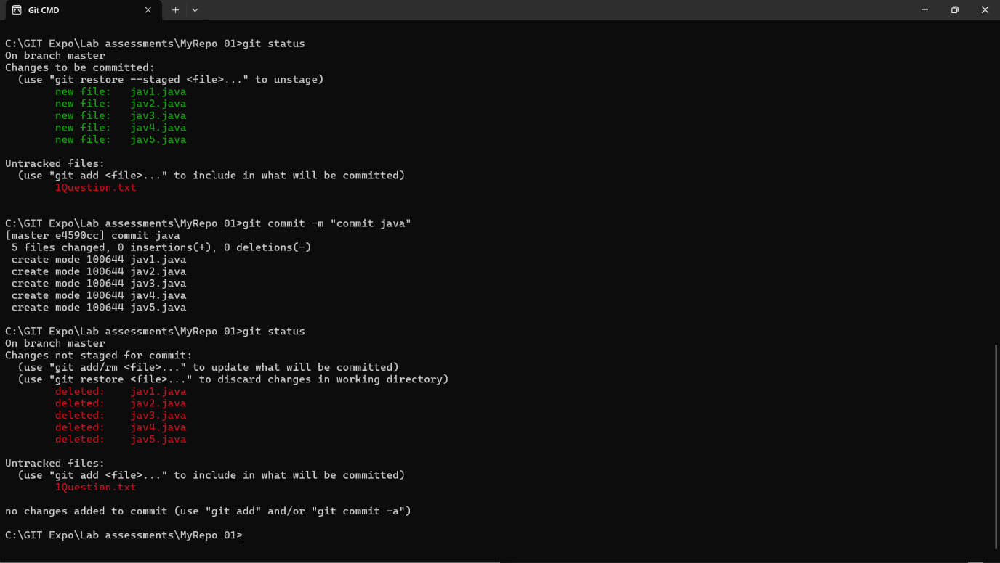 Git CMD
C:\GIT Expo\Lab assessments\MyRepo 01>git status
On branch master
Changes to be committed:
  (use "git restore --staged <file>..." to unstage)
        new file:   jav1.java
        new file:   jav2.java
        new file:   jav3.java
        new file:   jav4.java
        new file:   jav5.java

Untracked files:
  (use "git add <file>..." to include in what will be committed)
        1Question.txt

C:\GIT Expo\Lab assessments\MyRepo 01>git commit -m "commit java"
[master e4590cc] commit java
 5 files changed, 0 insertions(+), 0 deletions(-)
 create mode 100644 jav1.java
 create mode 100644 jav2.java
 create mode 100644 jav3.java
 create mode 100644 jav4.java
 create mode 100644 jav5.java

C:\GIT Expo\Lab assessments\MyRepo 01>git status
On branch master
Changes not staged for commit:
  (use "git add/rm <file>..." to update what will be committed)
  (use "git restore <file>..." to discard changes in working directory)
        deleted:    jav1.java
        deleted:    jav2.java
        deleted:    jav3.java
        deleted:    jav4.java
        deleted:    jav5.java

Untracked files:
  (use "git add <file>..." to include in what will be committed)
        1Question.txt

no changes added to commit (use "git add" and/or "git commit -a")

C:\GIT Expo\Lab assessments\MyRepo 01>